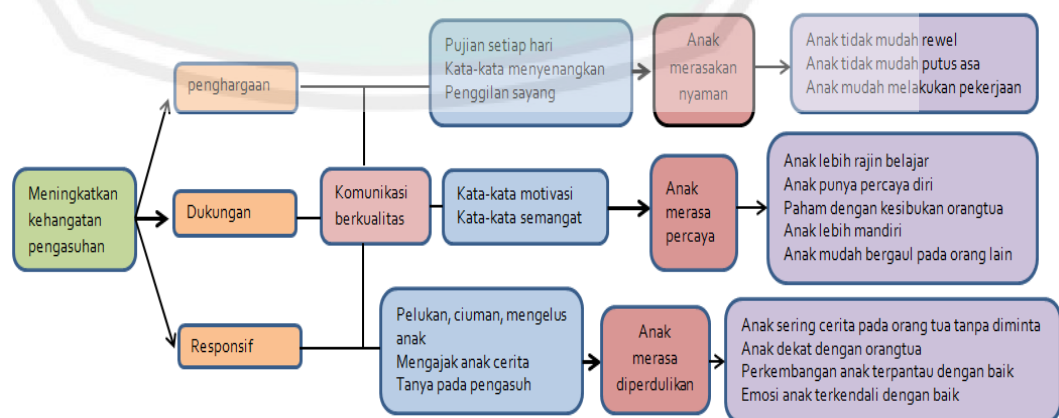 Meningkatkan
kehangatan
pengasuhan
penghargaan
Pujian setiap hari
Kata-kata menyenangkan
Penggilan sayang
Anak
merasakan
nyaman
Anak tidak mudah rewel
Anak tidak mudah putus asa
Anak mudah melakukan pekerjaan
Dukungan
Komunikasi
berkualitas
Kata-kata motivasi
Kata-kata semangat
Anak
merasa
percaya
Anak lebih rajin belajar
Anak punya percaya diri
Paham dengan kesibukan orangtua
Anak lebih mandiri
Anak mudah bergaul pada orang lain
Responsif
Pelukan, ciuman, mengelus
anak
Mengajak anak cerita
Tanya pada pengasuh
Anak
merasa
diperdulikan
Anak sering cerita pada orang tua tanpa diminta
Anak dekat dengan orangtua
Perkembangan anak terpantau dengan baik
Emosi anak terkendali dengan baik